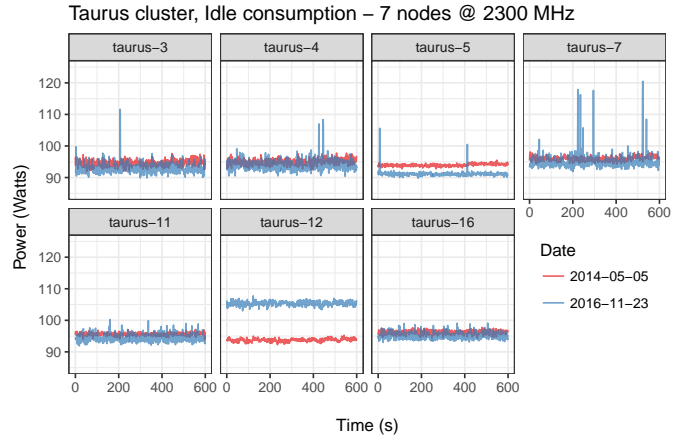 Taurus cluster, Idle consumption – 7 nodes @ 2300 MHz
taurus−3 taurus−4 taurus−5 taurus−7
120
110
100
90
0 200 400 600
taurus−11 taurus−12 taurus−16
120
110
100
90
0 200 400 600 0 200 400 600 0 200 400 600
Power (Watts)
Time (s)
Date
2014−05−05
2016−11−23